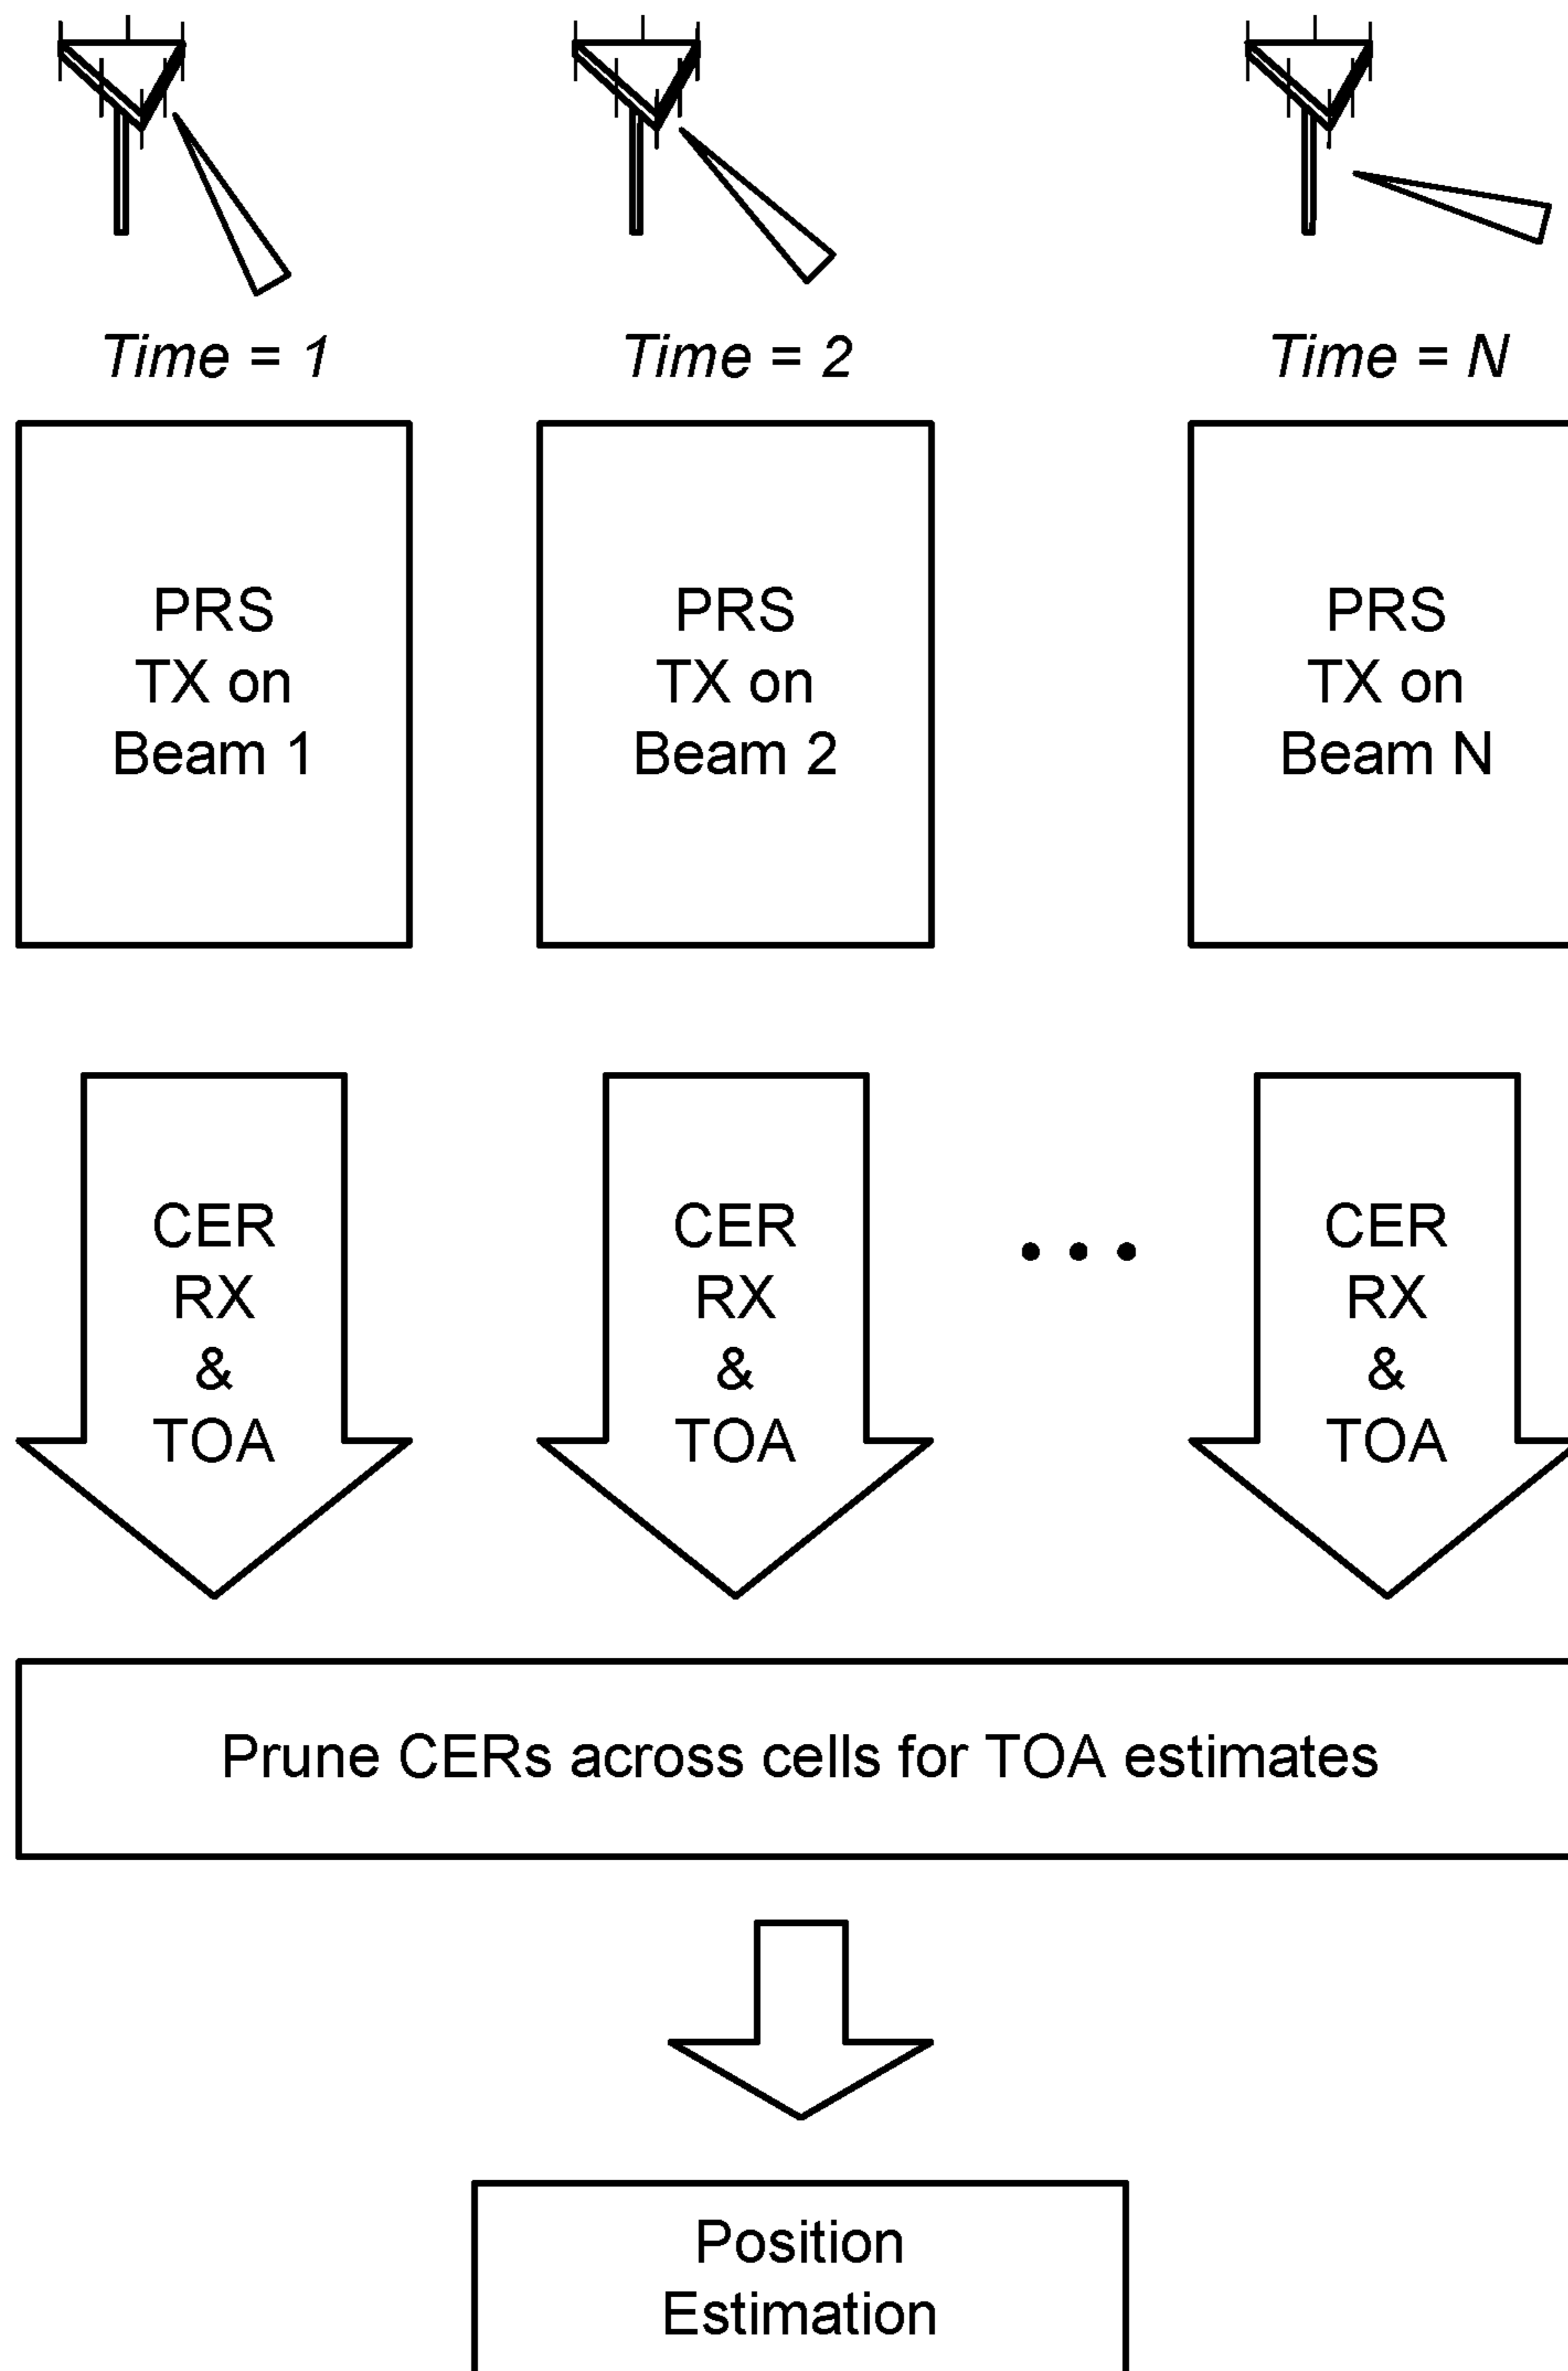 Time = 1
Time = 2
Time = N
PRS
TX on
Beam 1
PRS
TX on
Beam 2
PRS
TX on
Beam N
CER
RX
&
TOA
CER
RX
&
TOA
• • •
CER
RX
&
TOA
Prune CERs across cells for TOA estimates
Position
Estimation